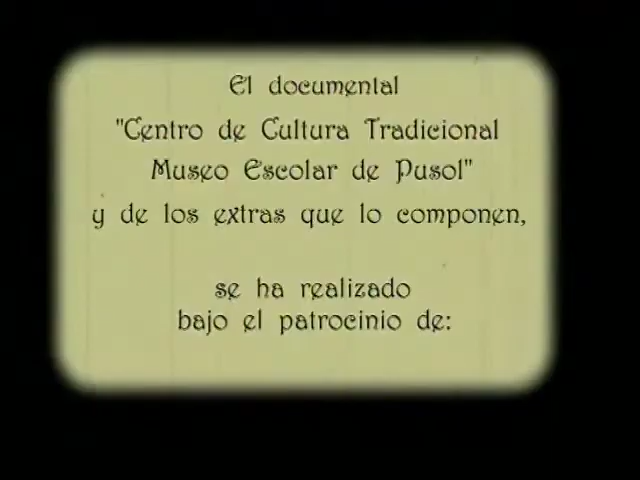 El documental
"Centro de Cultura Tradicional
Museo Escolar de Pusol"
y de los extras que lo componen,
se ha realizado
bajo el patrocinio de: